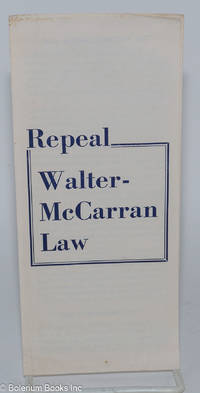 Repeal
Walter-
McCarran
Law
© Bolerium Books Inc